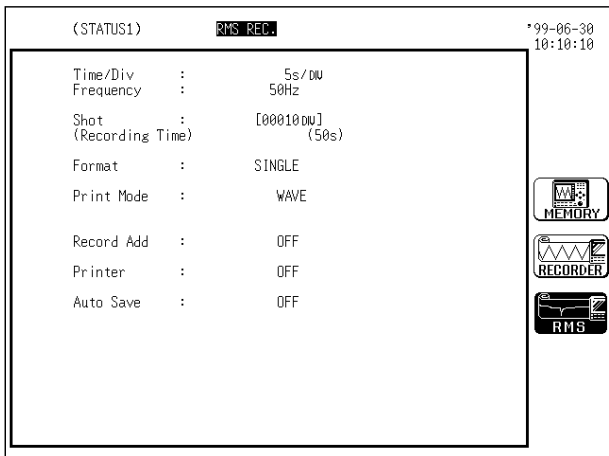 (STATUS1) RMS REC. '99-06-30
10:10:10
Time/Div : 5s/DIV
Frequency : 50Hz
Shot : [00010DIV]
(Recording Time) (50s)
Format : SINGLE
Print Mode : WAVE
Record Add : OFF
Printer : OFF
Auto Save : OFF
MEMORY
RECORDER
RMS